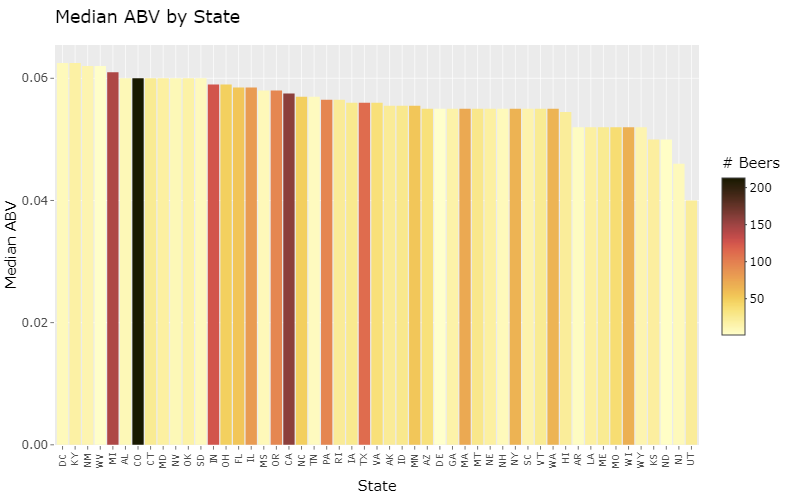 Median ABV by State
Median ABV
0.06
0.04
0.02
0.00
DC KY NM WV MI AL CO CT MD NV OK SD IN OH FL IL MS OR CA NC TN PA RI IA TX VA AK ID MN AZ DE GA MA MT NE NH NY SC VT WA HI AR LA ME MO WI WY KS ND NJ UT
State
# Beers
200
150
100
50